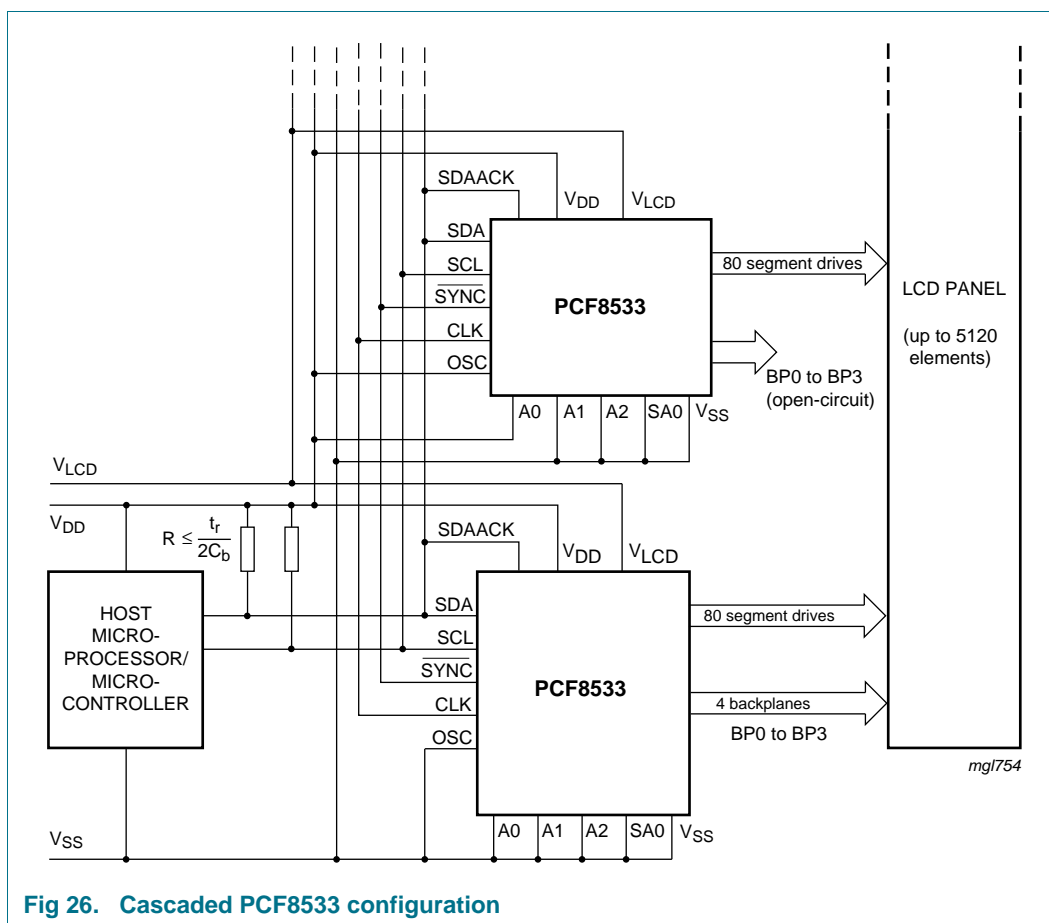 SDAACK
VDD
VLCD
SDA
SCL
SYNC
CLK
OSC
PCF8533
80 segment drives
BP0 to BP3
(open-circuit)
A0 A1 A2 SA0 VSS
LCD PANEL
(up to 5120
elements)
VLCD
VDD
R ≤ tr
2Cb
SDAACK
VDD
VLCD
HOST
MICRO-
PROCESSOR/
MICRO-
CONTROLLER
SDA
SCL
SYNC
CLK
OSC
PCF8533
80 segment drives
4 backplanes
BP0 to BP3
mgl754
VSS
A0 A1 A2 SA0 VSS
Fig 26. Cascaded PCF8533 configuration